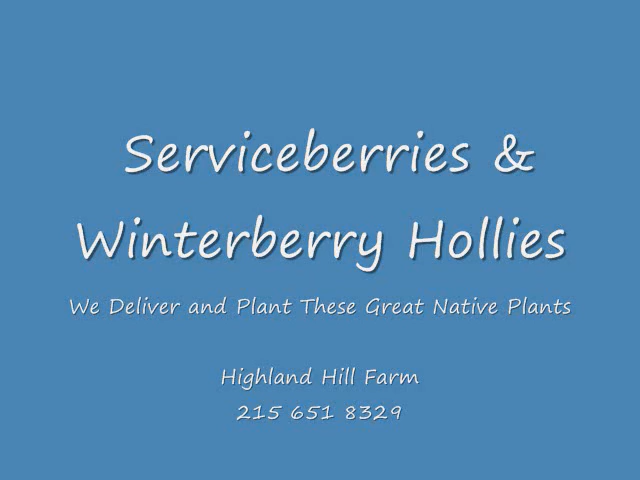 Serviceberries &
Winterberry Hollies
We Deliver and Plant These Great Native Plants
Highland Hill Farm
215 651 8329